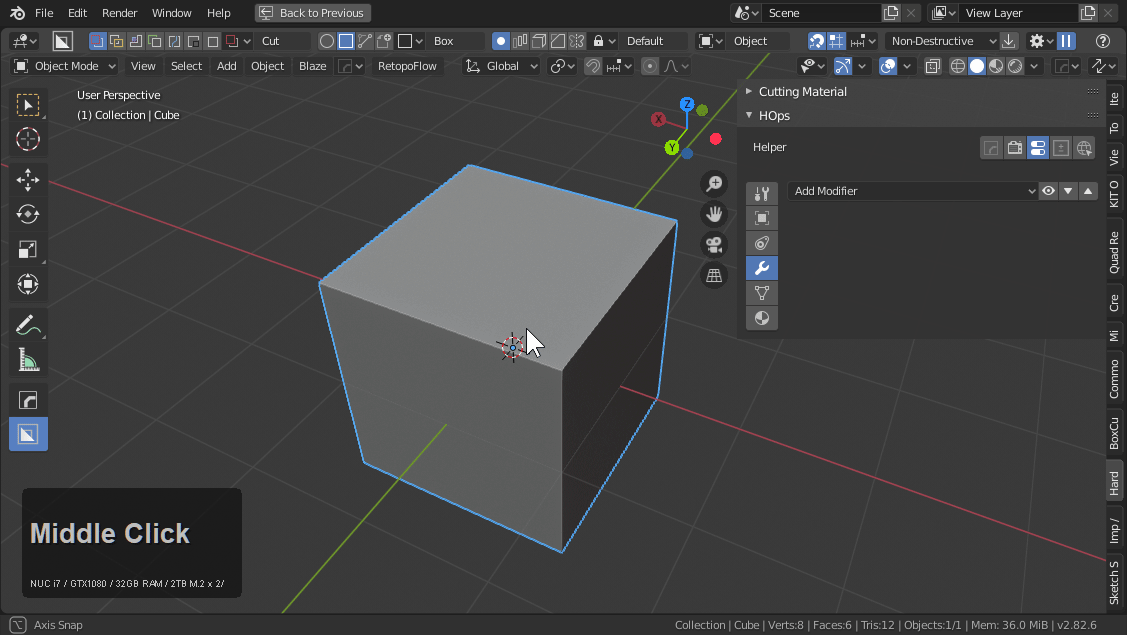 File Edit Render Window Help Back to Previous Scene View Layer
Cut Box Default Object Non-Destructive
Object Mode View Select Add Object Blaze RetopoFlow Global
User Perspective
(1) Collection | Cube
Z
X
Y
Cutting Material
HOps
Helper
Add Modifier
Ite
To
Vie
KIT O
Quad Re
Cre
Mi
Commo
BoxCu
Hard
Imp /
Sketch S
Middle Click
NUC i7 / GTX1080 / 32GB RAM / 2TB M.2 x 2/
Axis Snap
Collection | Cube | Verts:8 | Faces:6 | Tris:12 | Objects:1/1 | Mem: 36.0 MiB | v2.82.6